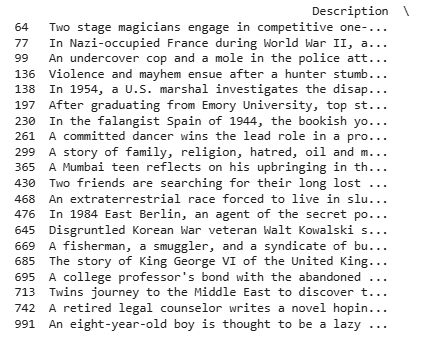 Description \
64 Two stage magicians engage in competitive one-...
77 In Nazi-occupied France during World War II, a...
99 An undercover cop and a mole in the police att...
136 Violence and mayhem ensue after a hunter stumb...
138 In 1954, a U.S. marshal investigates the disap...
197 After graduating from Emory University, top st...
230 In the falangist Spain of 1944, the bookish yo...
261 A committed dancer wins the lead role in a pro...
299 A story of family, religion, hatred, oil and m...
365 A Mumbai teen reflects on his upbringing in th...
430 Two friends are searching for their long lost ...
468 An extraterrestrial race forced to live in slu...
476 In 1984 East Berlin, an agent of the secret po...
645 Disgruntled Korean War veteran Walt Kowalski s...
669 A fisherman, a smuggler, and a syndicate of bu...
685 The story of King George VI of the United King...
695 A college professor's bond with the abandoned ...
713 Twins journey to the Middle East to discover t...
742 A retired legal counselor writes a novel hopin...
991 An eight-year-old boy is thought to be a lazy ...